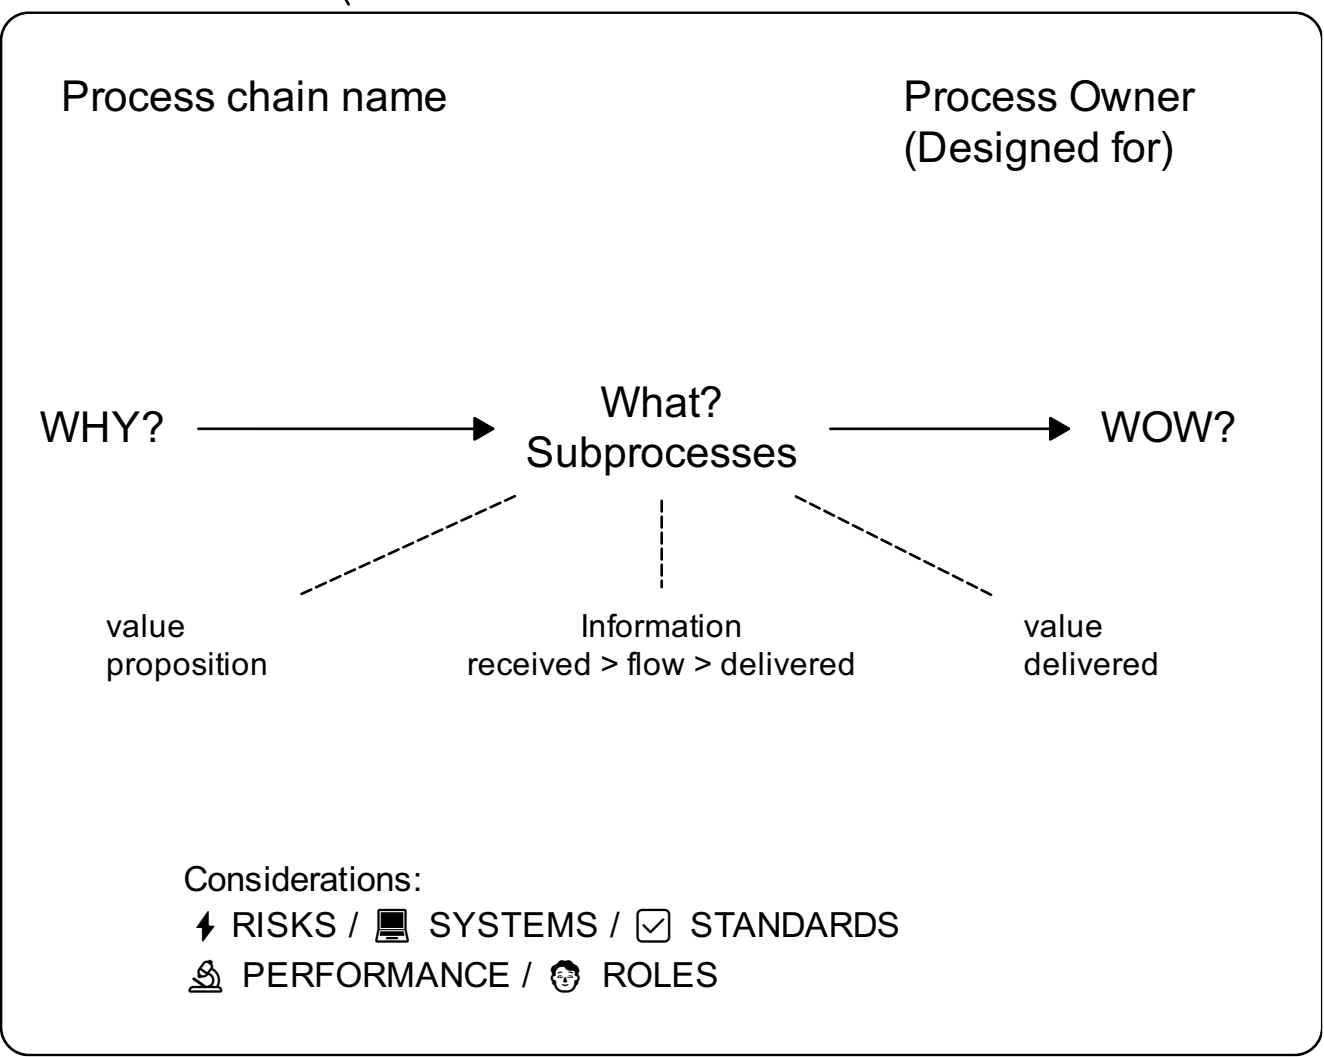 Process chain name
Process Owner
(Designed for)
WHY?
What?
Subprocesses
WOW?
value
proposition
Information
received > flow > delivered
value
delivered
Considerations:
RISKS / SYSTEMS / STANDARDS
PERFORMANCE / ROLES